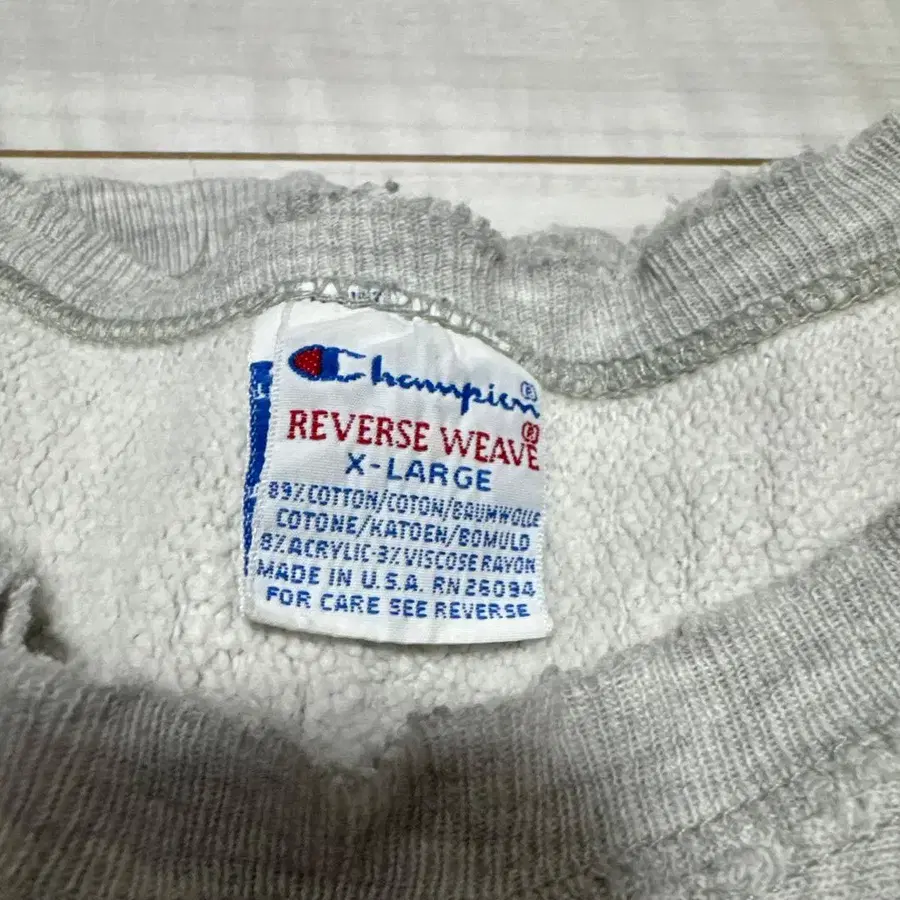 Champion®
REVERSE WEAVE®
X-LARGE
89% COTTON/COTON/BAUMWOLLE
COTONE/KATOEN/BOMULD
8% ACRYLIC-3% VISCOSE RAYON
MADE IN U.S.A. RN 26094
FOR CARE SEE REVERSE